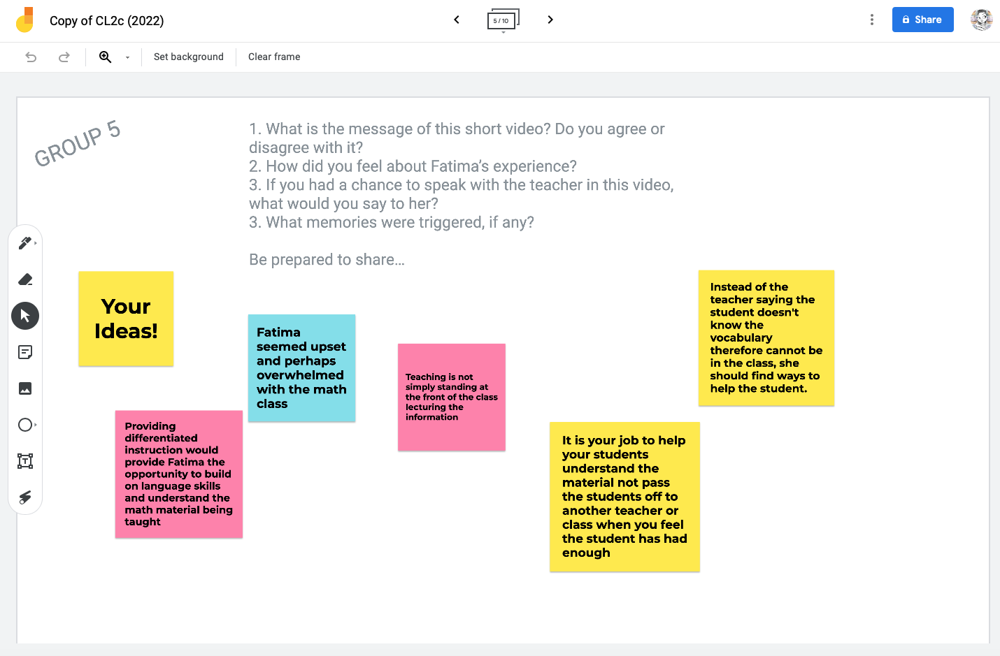 Copy of CL2c (2022)
5 / 10
Share
Set background
Clear frame
GROUP 5
1. What is the message of this short video? Do you agree or
disagree with it?
2. How did you feel about Fatima’s experience?
3. If you had a chance to speak with the teacher in this video,
what would you say to her?
3. What memories were triggered, if any?
Be prepared to share...
Your
Ideas!
Fatima
seemed upset
and perhaps
overwhelmed
with the math
class
Teaching is not
simply standing at
the front of the class
lecturing the
information
Instead of the
teacher saying the
student doesn't
know the
vocabulary
therefore cannot be
in the class, she
should find ways to
help the student.
Providing
differentiated
instruction would
provide Fatima the
opportunity to build
on language skills
and understand the
math material being
taught
It is your job to help
your students
understand the
material not pass
the students off to
another teacher or
class when you feel
the student has had
enough